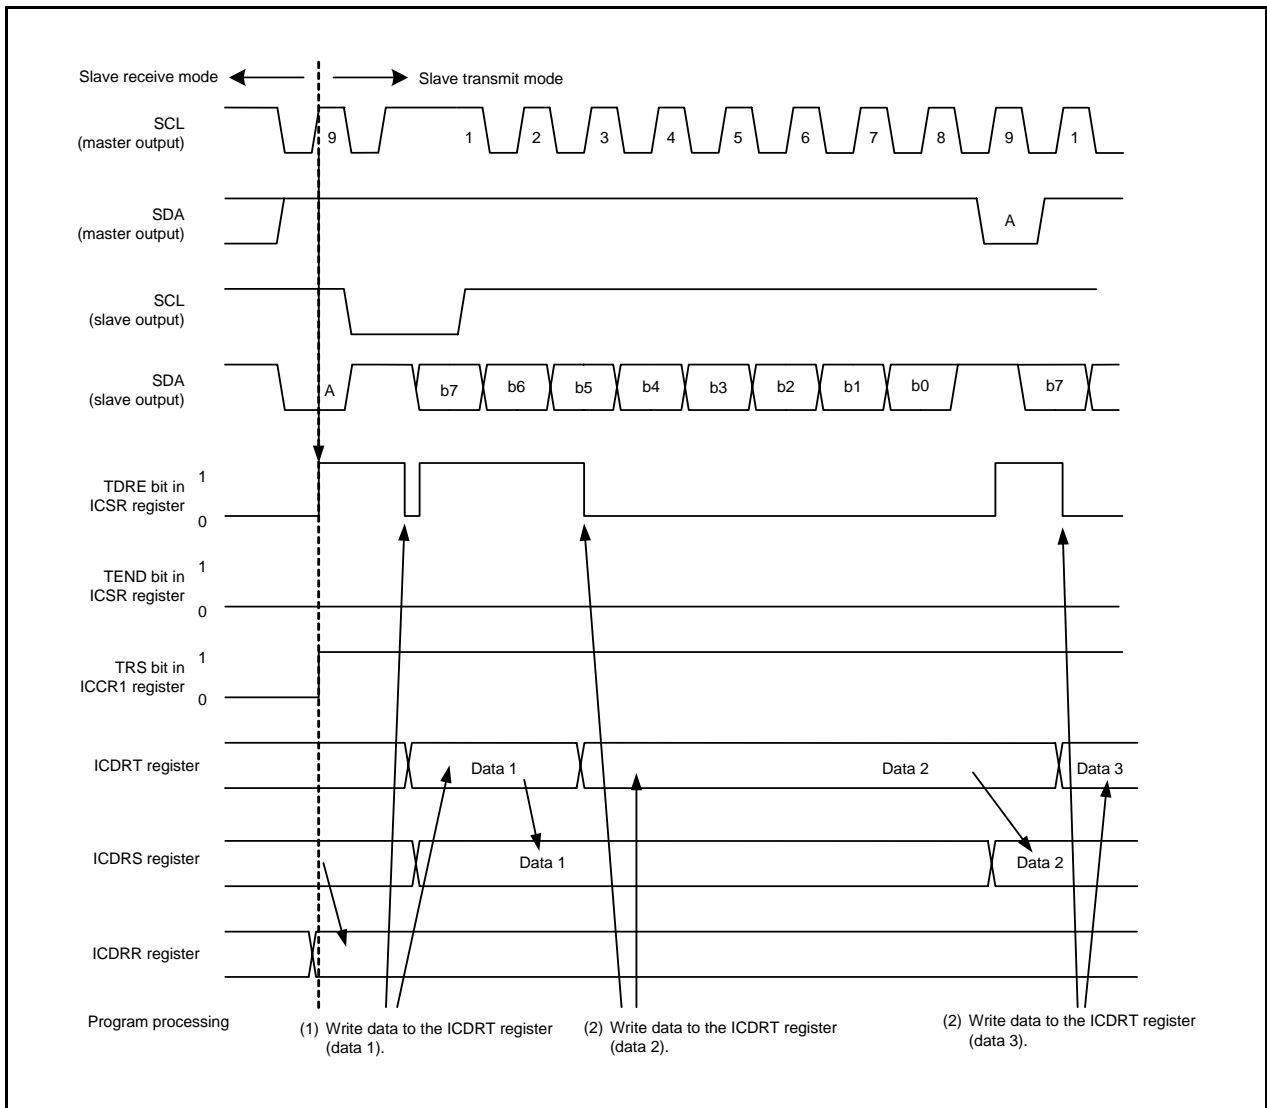 Slave receive mode
Slave transmit mode
SCL
(master output)
9 1 2 3 4 5 6 7 8 9 1
SDA
(master output)
A
SCL
(slave output)
SDA
(slave output)
A b7 b6 b5 b4 b3 b2 b1 b0 b7
TDRE bit in
ICSR register
1
0
TEND bit in
ICSR register
1
0
TRS bit in
ICCR1 register
1
0
ICDRT register
Data 1 Data 2 Data 3
ICDRS register
Data 1 Data 2
ICDRR register
Program processing
(1) Write data to the ICDRT register
(data 1).
(2) Write data to the ICDRT register
(data 2).
(2) Write data to the ICDRT register
(data 3).